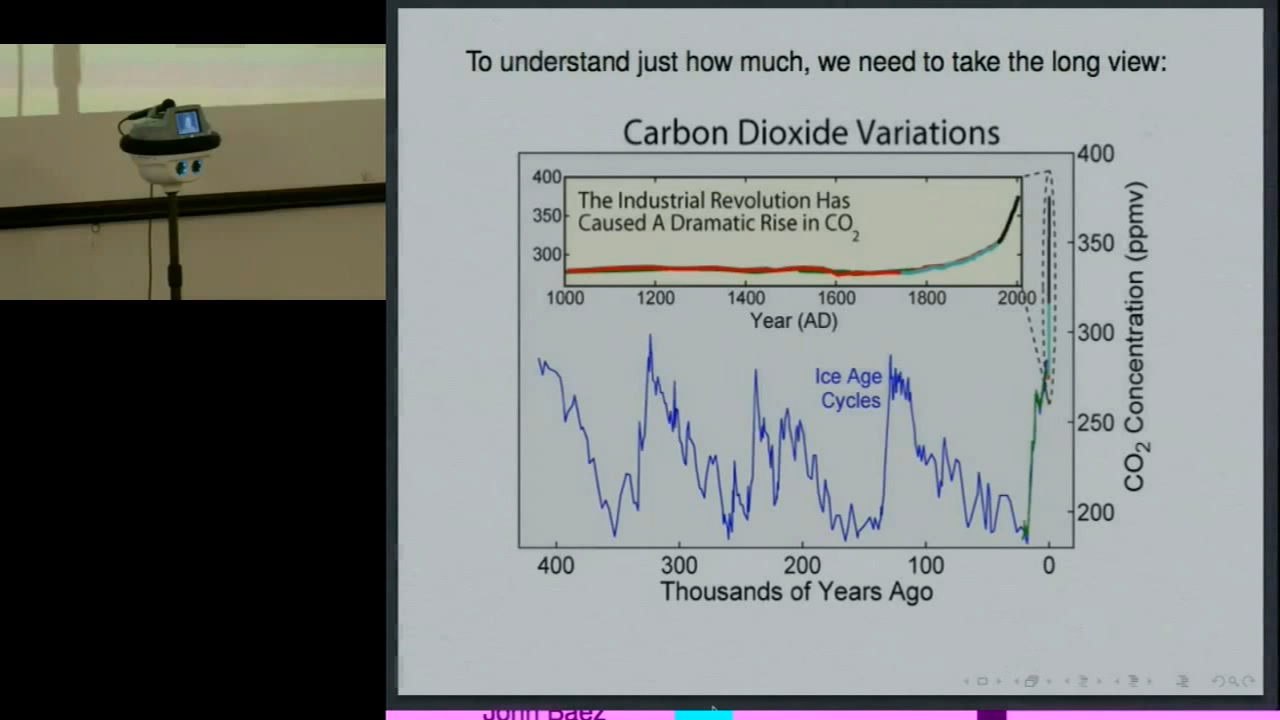 To understand just how much, we need to take the long view:
Carbon Dioxide Variations
400
350
300
The Industrial Revolution Has
Caused A Dramatic Rise in CO2
1000 1200 1400 1600 1800 2000
Year (AD)
Ice Age
Cycles
400
350
300
250
200
CO2 Concentration (ppmv)
400 300 200 100 0
Thousands of Years Ago
John Baez